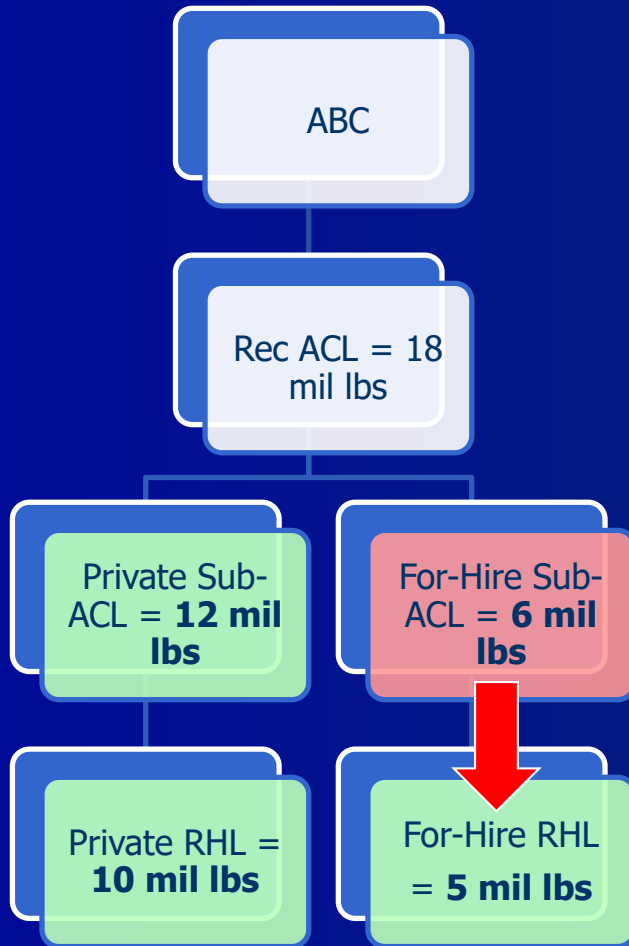 ABC
Rec ACL = 18
mil lbs
Private Sub-
ACL = 12 mil
lbs
For-Hire Sub-
ACL = 6 mil
lbs
Private RHL =
10 mil lbs
For-Hire RHL
= 5 mil lbs